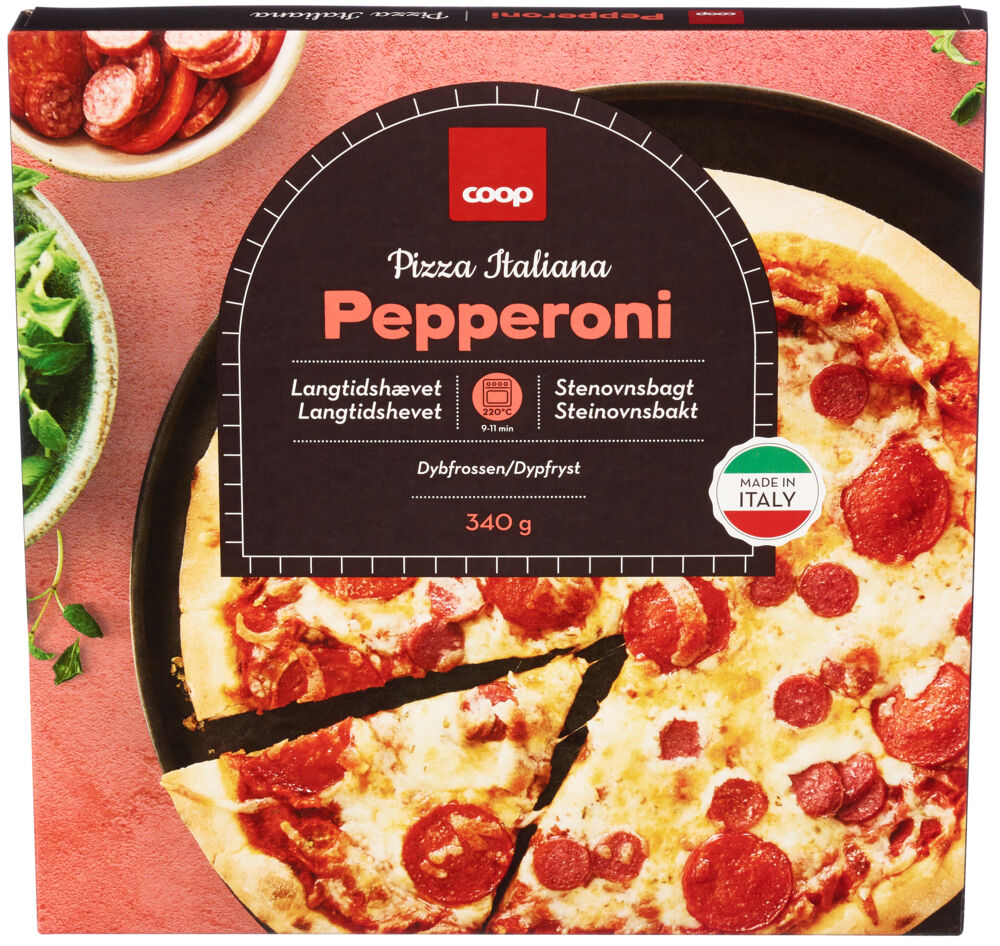 Pizza Italiana | Pepperoni coop
coop
Pizza Italiana
Pepperoni
Langtidshævet
Langtidshevet
220°C
9-11 min
Stenovnsbagt
Steinovnsbakt
Dybfrossen/Dypfryst
MADE IN
ITALY
340 g